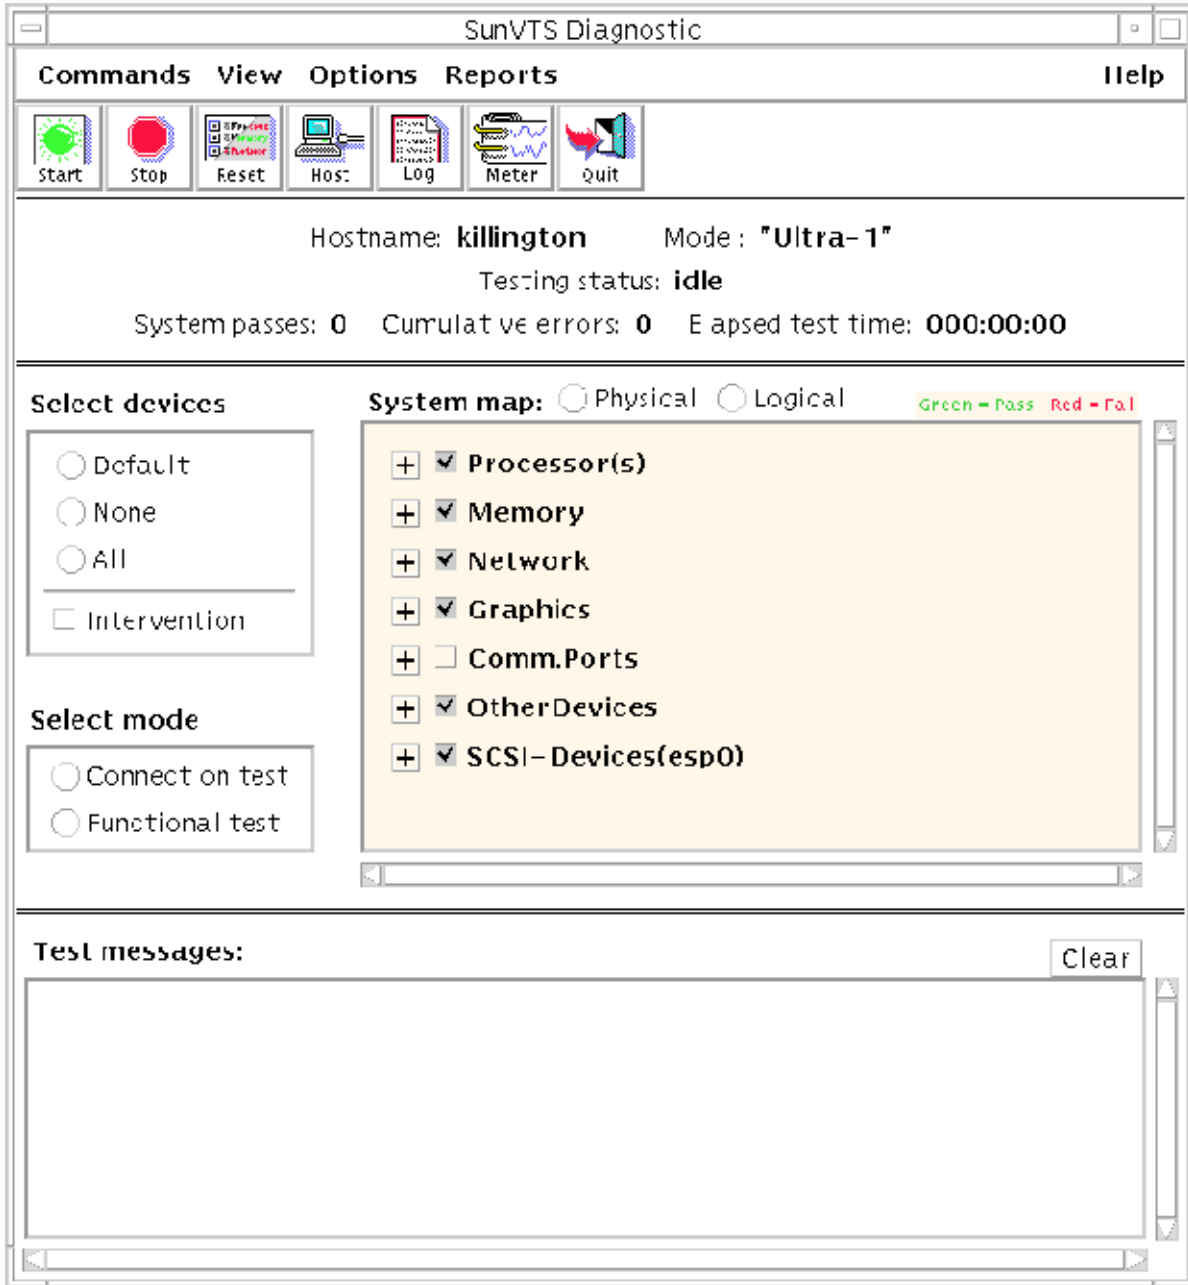 SunVTS Diagnostic
Commands View Options Reports Help
Start Stop Reset Host Log Meter Quit
Hostname: killington Mode : "Ultra-1"
Testing status: idle
System passes: 0 Cumulat ve errors: 0 E apsed test time: 000:00:00
Select devices
System map: Physical Logical Green = Pass Red = Fail
Default
None
All
Intervention
Processor(s)
Memory
Network
Graphics
Comm.Ports
OtherDevices
SCSI-Devices(esp0)
Select mode
Connect on test
Functional test
Test messages:
Clear